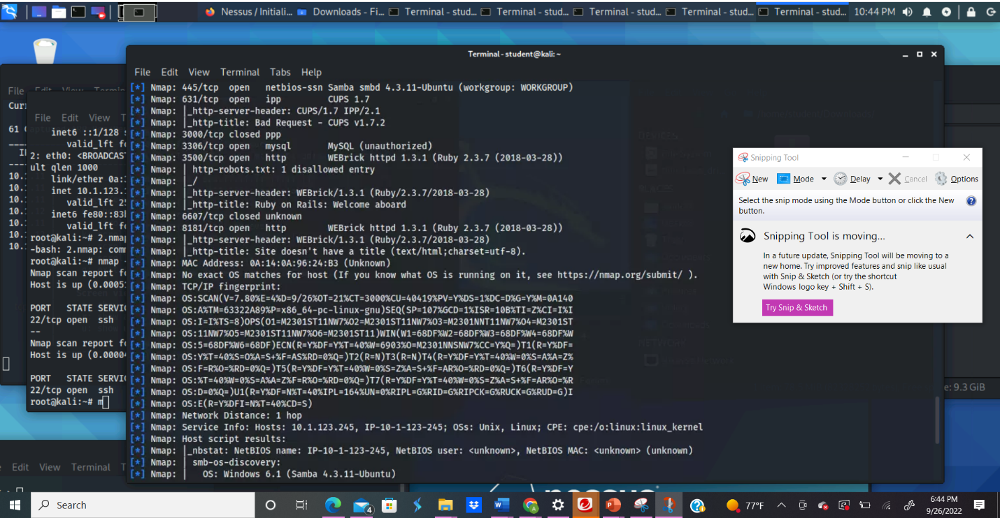 Nessus / Initiali...
Downloads - Fi...
Terminal - stud...
Terminal - stud...
Terminal - stud...
Terminal - stud...
Terminal - stud...
10:44 PM
Terminal - student@kali: ~
File Edit View Terminal Tabs Help
[*] Nmap: 445/tcp open netbios-ssn Samba smbd 4.3.11-Ubuntu (workgroup: WORKGROUP)
[*] Nmap: 631/tcp open ipp CUPS 1.7
[*] Nmap: |_http-server-header: CUPS/1.7 IPP/2.1
[*] Nmap: |_http-title: Bad Request - CUPS v1.7.2
[*] Nmap: 3000/tcp closed ppp
[*] Nmap: 3306/tcp open mysql MySQL (unauthorized)
[*] Nmap: 3500/tcp open http WEBrick httpd 1.3.1 (Ruby 2.3.7 (2018-03-28))
[*] Nmap: | http-robots.txt: 1 disallowed entry
[*] Nmap: |_/
[*] Nmap: |_http-server-header: WEBrick/1.3.1 (Ruby/2.3.7/2018-03-28)
[*] Nmap: |_http-title: Ruby on Rails: Welcome aboard
[*] Nmap: 6607/tcp closed unknown
[*] Nmap: 8181/tcp open http WEBrick httpd 1.3.1 (Ruby 2.3.7 (2018-03-28))
[*] Nmap: |_http-server-header: WEBrick/1.3.1 (Ruby/2.3.7/2018-03-28)
[*] Nmap: |_http-title: Site doesn't have a title (text/html;charset=utf-8).
[*] Nmap: MAC Address: 0A:14:0A:96:24:B3 (Unknown)
[*] Nmap: No exact OS matches for host (If you know what OS is running on it, see https://nmap.org/submit/ ).
[*] Nmap: TCP/IP fingerprint:
[*] Nmap: OS:SCAN(V=7.80%E=4%D=9/26%OT=21%CT=3000%CU=40419%PV=Y%DS=1%DC=D%G=Y%M=0A140
[*] Nmap: OS:A%TM=63322A89%P=x86_64-pc-linux-gnu)SEQ(SP=107%GCD=1%ISR=10B%TI=Z%CI=I%I
[*] Nmap: OS:I=I%TS=8)OPS(O1=M2301ST11NW7%O2=M2301ST11NW7%O3=M2301NNT11NW7%O4=M2301ST
[*] Nmap: OS:11NW7%O5=M2301ST11NW7%O6=M2301ST11)WIN(W1=68DF%W2=68DF%W3=68DF%W4=68DF%W
[*] Nmap: OS:5=68DF%W6=68DF)ECN(R=Y%DF=Y%T=40%W=6903%O=M2301NNSNW7%CC=Y%Q=)T1(R=Y%DF=
[*] Nmap: OS:Y%T=40%S=O%A=S+%F=AS%RD=0%Q=)T2(R=N)T3(R=N)T4(R=Y%DF=Y%T=40%W=0%S=A%A=Z%
[*] Nmap: OS:F=R%O=%RD=0%Q=)T5(R=Y%DF=Y%T=40%W=0%S=Z%A=S+%F=AR%O=%RD=0%Q=)T6(R=Y%DF=Y
[*] Nmap: OS:%T=40%W=0%S=A%A=Z%F=R%O=%RD=0%Q=)T7(R=Y%DF=Y%T=40%W=0%S=Z%A=S+%F=AR%O=%R
[*] Nmap: OS:D=0%Q=)U1(R=Y%DF=N%T=40%IPL=164%UN=0%RIPL=G%RID=G%RIPCK=G%RUCK=G%RUD=G)I
[*] Nmap: OS:E(R=Y%DFI=N%T=40%CD=S)
[*] Nmap: Network Distance: 1 hop
[*] Nmap: Service Info: Hosts: 10.1.123.245, IP-10-1-123-245; OSs: Unix, Linux; CPE: cpe:/o:linux:linux_kernel
[*] Nmap: Host script results:
[*] Nmap: |_nbstat: NetBIOS name: IP-10-1-123-245, NetBIOS user: <unknown>, NetBIOS MAC: <unknown> (unknown)
[*] Nmap: | smb-os-discovery:
[*] Nmap: | OS: Windows 6.1 (Samba 4.3.11-Ubuntu)
File
Curr
61
10.
10.1
10.1
10.1
10.1
10.1
10.1
File Edit View
inet6 ::1/128
valid_lft
2: eth0: <BROADCAS
ult qlen 1000
link/ether 0a:
inet 10.1.123.
valid_lft
inet6 fe80::
valid_lft
root@kali:~# 2.nmap
-bash: 2.nmap: com
root@kali:~# nmap
Nmap scan report
Host is up (0.0005
PORT STATE SERVIC
22/tcp open ssh
--
Nmap scan report
Host is up (0.0000
PORT STATE SERVIC
22/tcp open ssh
root@kali:~# m
Edit View Terminal
e: 9.3 GiB
Snipping Tool
New Mode Delay Cancel Options
Select the snip mode using the Mode button or click the New
button.
Snipping Tool is moving...
In a future update, Snipping Tool will be moving to a
new home. Try improved features and snip like usual
with Snip & Sketch (or try the shortcut
Windows logo key + Shift + S).
Try Snip & Sketch
Search
4
77°F
6:44 PM
9/26/2022